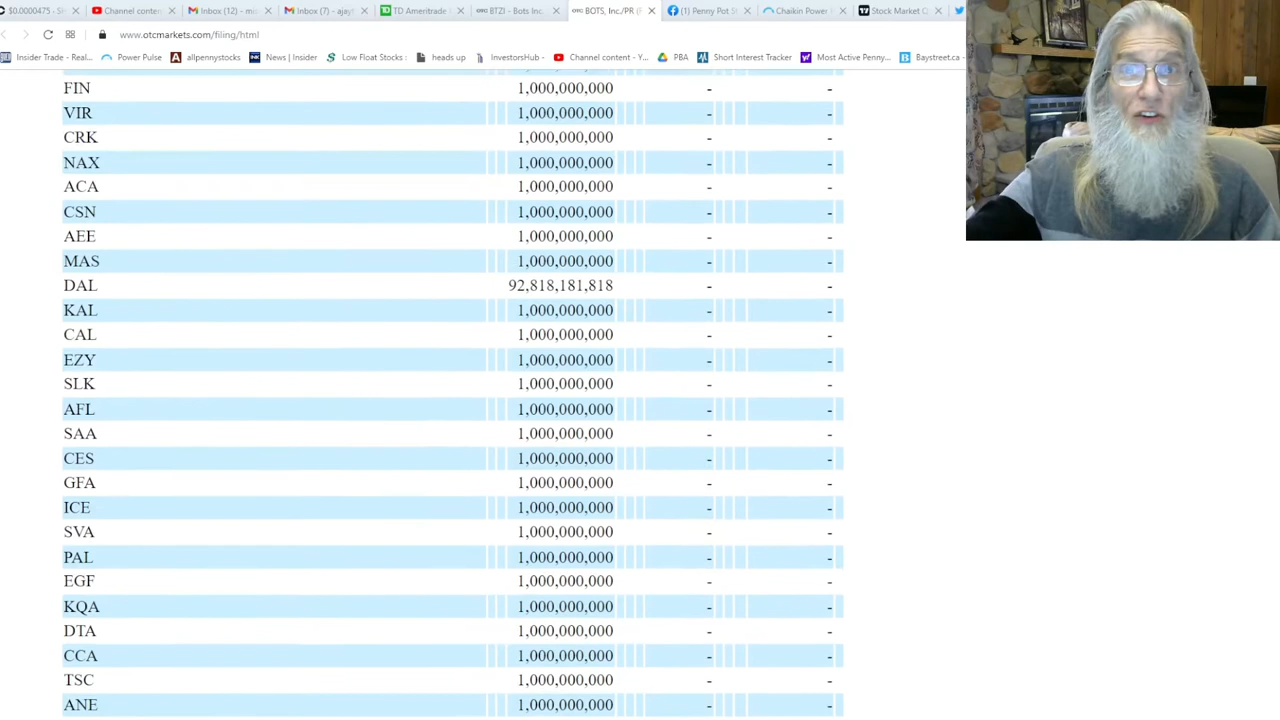 $0.0000475 - S
Channel conten
Inbox (12) - mis
Inbox (7) - ajay
TD Ameritrade
BTZI - Bots Inc.
BOTS, Inc./PR (F
(1) Penny Pot St
Chaikin Power
Stock Market Q
www.otcmarkets.com/filing/html
Insider Trade - Real...
Power Pulse
allpennystocks
News | Insider
Low Float Stocks :
heads up
InvestorsHub -
Channel content - Y...
PBA
Short Interest Tracker
Most Active Penny...
Baystreet.ca -
FIN 1,000,000,000 - -
VIR 1,000,000,000 - -
CRK 1,000,000,000 - -
NAX 1,000,000,000 - -
ACA 1,000,000,000 - -
CSN 1,000,000,000 - -
AEE 1,000,000,000 - -
MAS 1,000,000,000 - -
DAL 92,818,181,818 - -
KAL 1,000,000,000 - -
CAL 1,000,000,000 - -
EZY 1,000,000,000 - -
SLK 1,000,000,000 - -
AFL 1,000,000,000 - -
SAA 1,000,000,000 - -
CES 1,000,000,000 - -
GFA 1,000,000,000 - -
ICE 1,000,000,000 - -
SVA 1,000,000,000 - -
PAL 1,000,000,000 - -
EGF 1,000,000,000 - -
KQA 1,000,000,000 - -
DTA 1,000,000,000 - -
CCA 1,000,000,000 - -
TSC 1,000,000,000 - -
ANE 1,000,000,000 - -